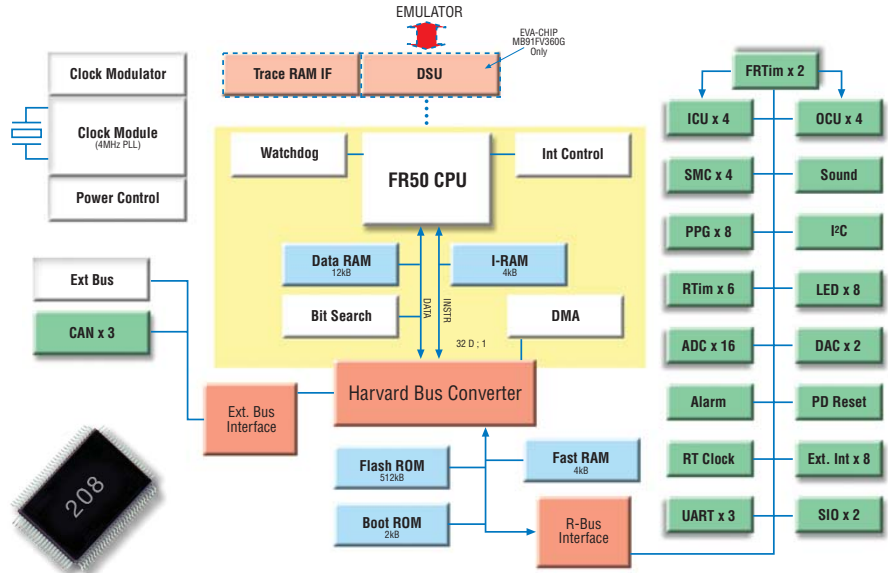 EMULATOR
EVA-CHIP
MB91FV360G
Only
Clock Modulator
Trace RAM IF
DSU
FRTim x 2
Clock Module
(4MHz PLL)
ICU x 4
OCU x 4
Watchdog
FR50 CPU
Int Control
SMC x 4
Sound
Power Control
PPG x 8
I²C
Data RAM
12kB
I-RAM
4kB
Ext Bus
RTim x 6
LED x 8
DATA
INSTR
Bit Search
DMA
CAN x 3
32 D ; 1
ADC x 16
DAC x 2
Harvard Bus Converter
Ext. Bus
Interface
Alarm
PD Reset
Flash ROM
512kB
Fast RAM
4kB
RT Clock
Ext. Int x 8
208
Boot ROM
2kB
R-Bus
Interface
UART x 3
SIO x 2